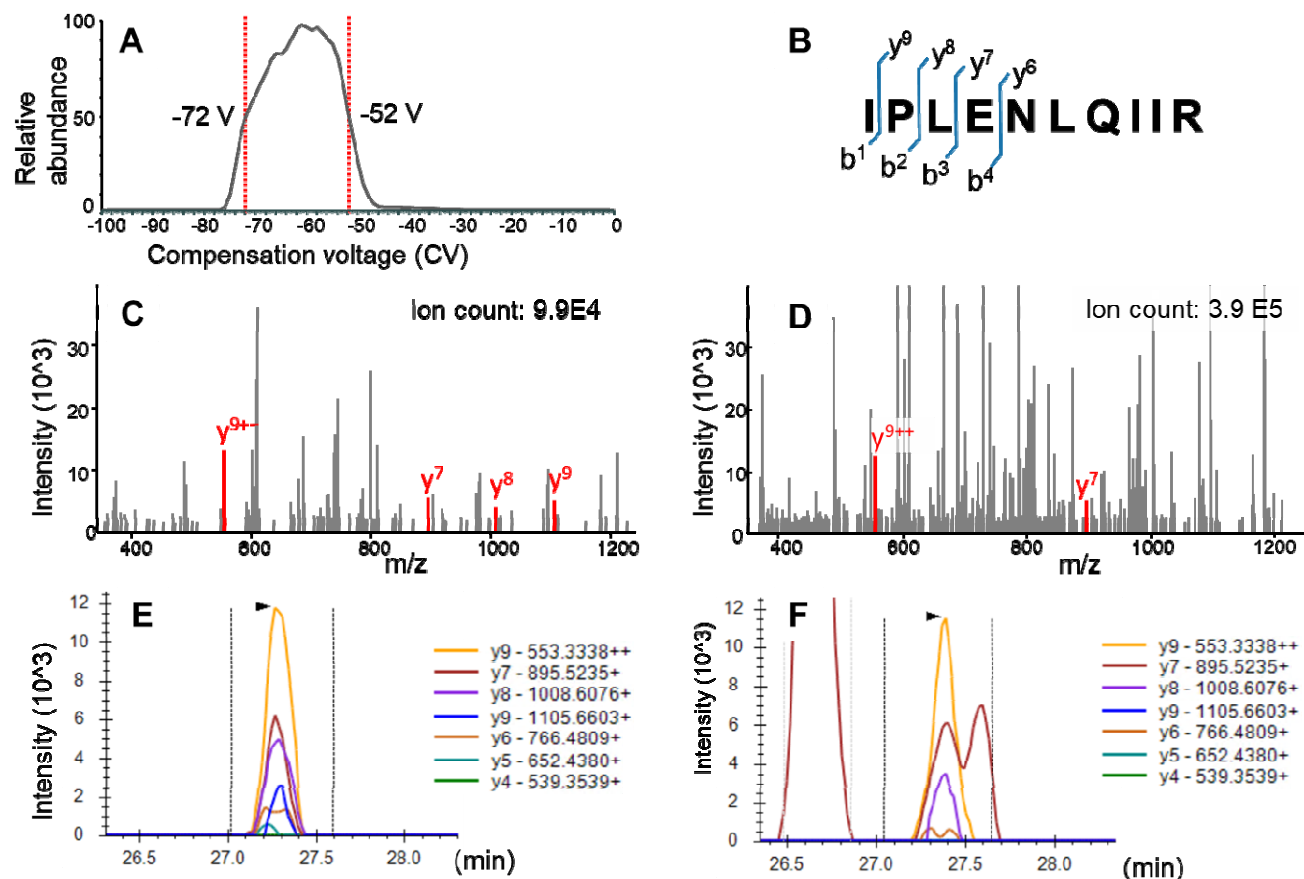 A
100
50
0
Relative
abundance
-72 V
-52 V
-100 -90 -80 -70 -60 -50 -40 -30 -20 -10 0
Compensation voltage (CV)
B
y9
y8
y7
y6
IPLENLQIIR
b1
b2
b3
b4
C
Ion count: 9.9E4
Intensity (10^3)
30
20
10
0
y9++
y7
y8
y9
400 600 800 1000 1200
m/z
D
Ion count: 3.9 E5
Intensity (10^3)
30
20
10
0
y9++
y7
400 600 800 1000 1200
m/z
E
Intensity (10^3)
12
10
8
6
4
2
0
y9 - 553.3338++
y7 - 895.5235+
y8 - 1008.6076+
y9 - 1105.6603+
y6 - 766.4809+
y5 - 652.4380+
y4 - 539.3539+
26.5 27.0 27.5 28.0 (min)
F
Intensity (10^3)
12
10
8
6
4
2
0
y9 - 553.3338++
y7 - 895.5235+
y8 - 1008.6076+
y9 - 1105.6603+
y6 - 766.4809+
y5 - 652.4380+
y4 - 539.3539+
26.5 27.0 27.5 28.0 (min)